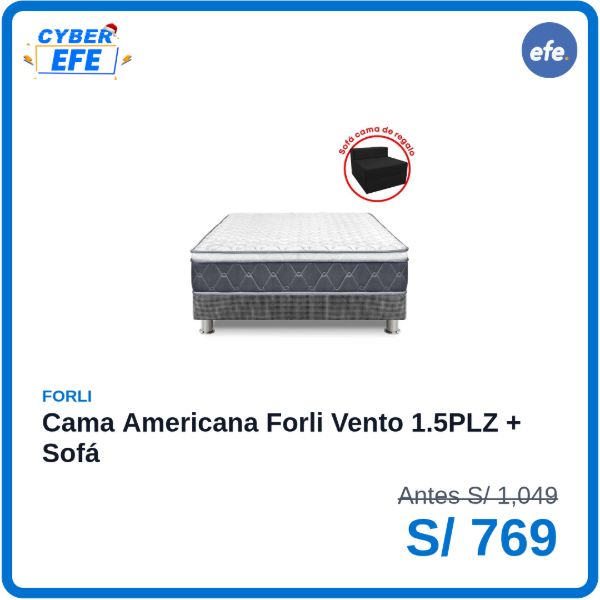 CYBER
EFE
efe.
Sofá cama de regalo
FORLI
Cama Americana Forli Vento 1.5PLZ +
Sofá
Antes S/ 1,049
S/ 769